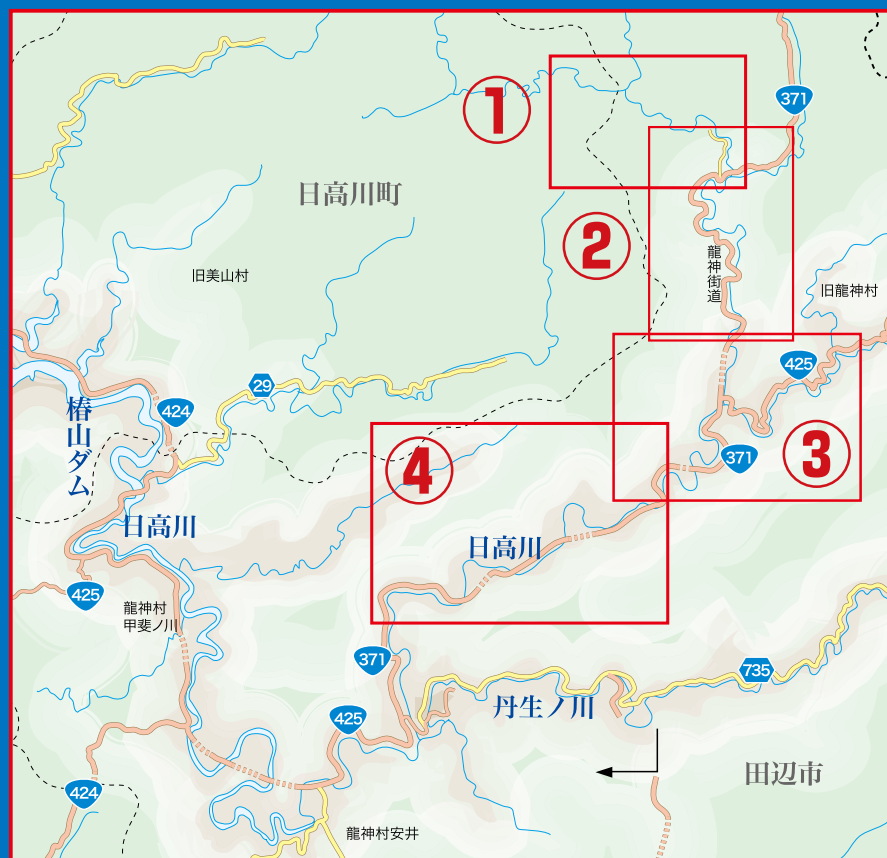 ①
371
日高川町
②
龍神街道
旧美山村
旧龍神村
425
29
424
椿山ダム
371
③
④
日高川
日高川
425
龍神村
甲斐ノ川
371
735
丹生ノ川
425
田辺市
424
龍神村安井